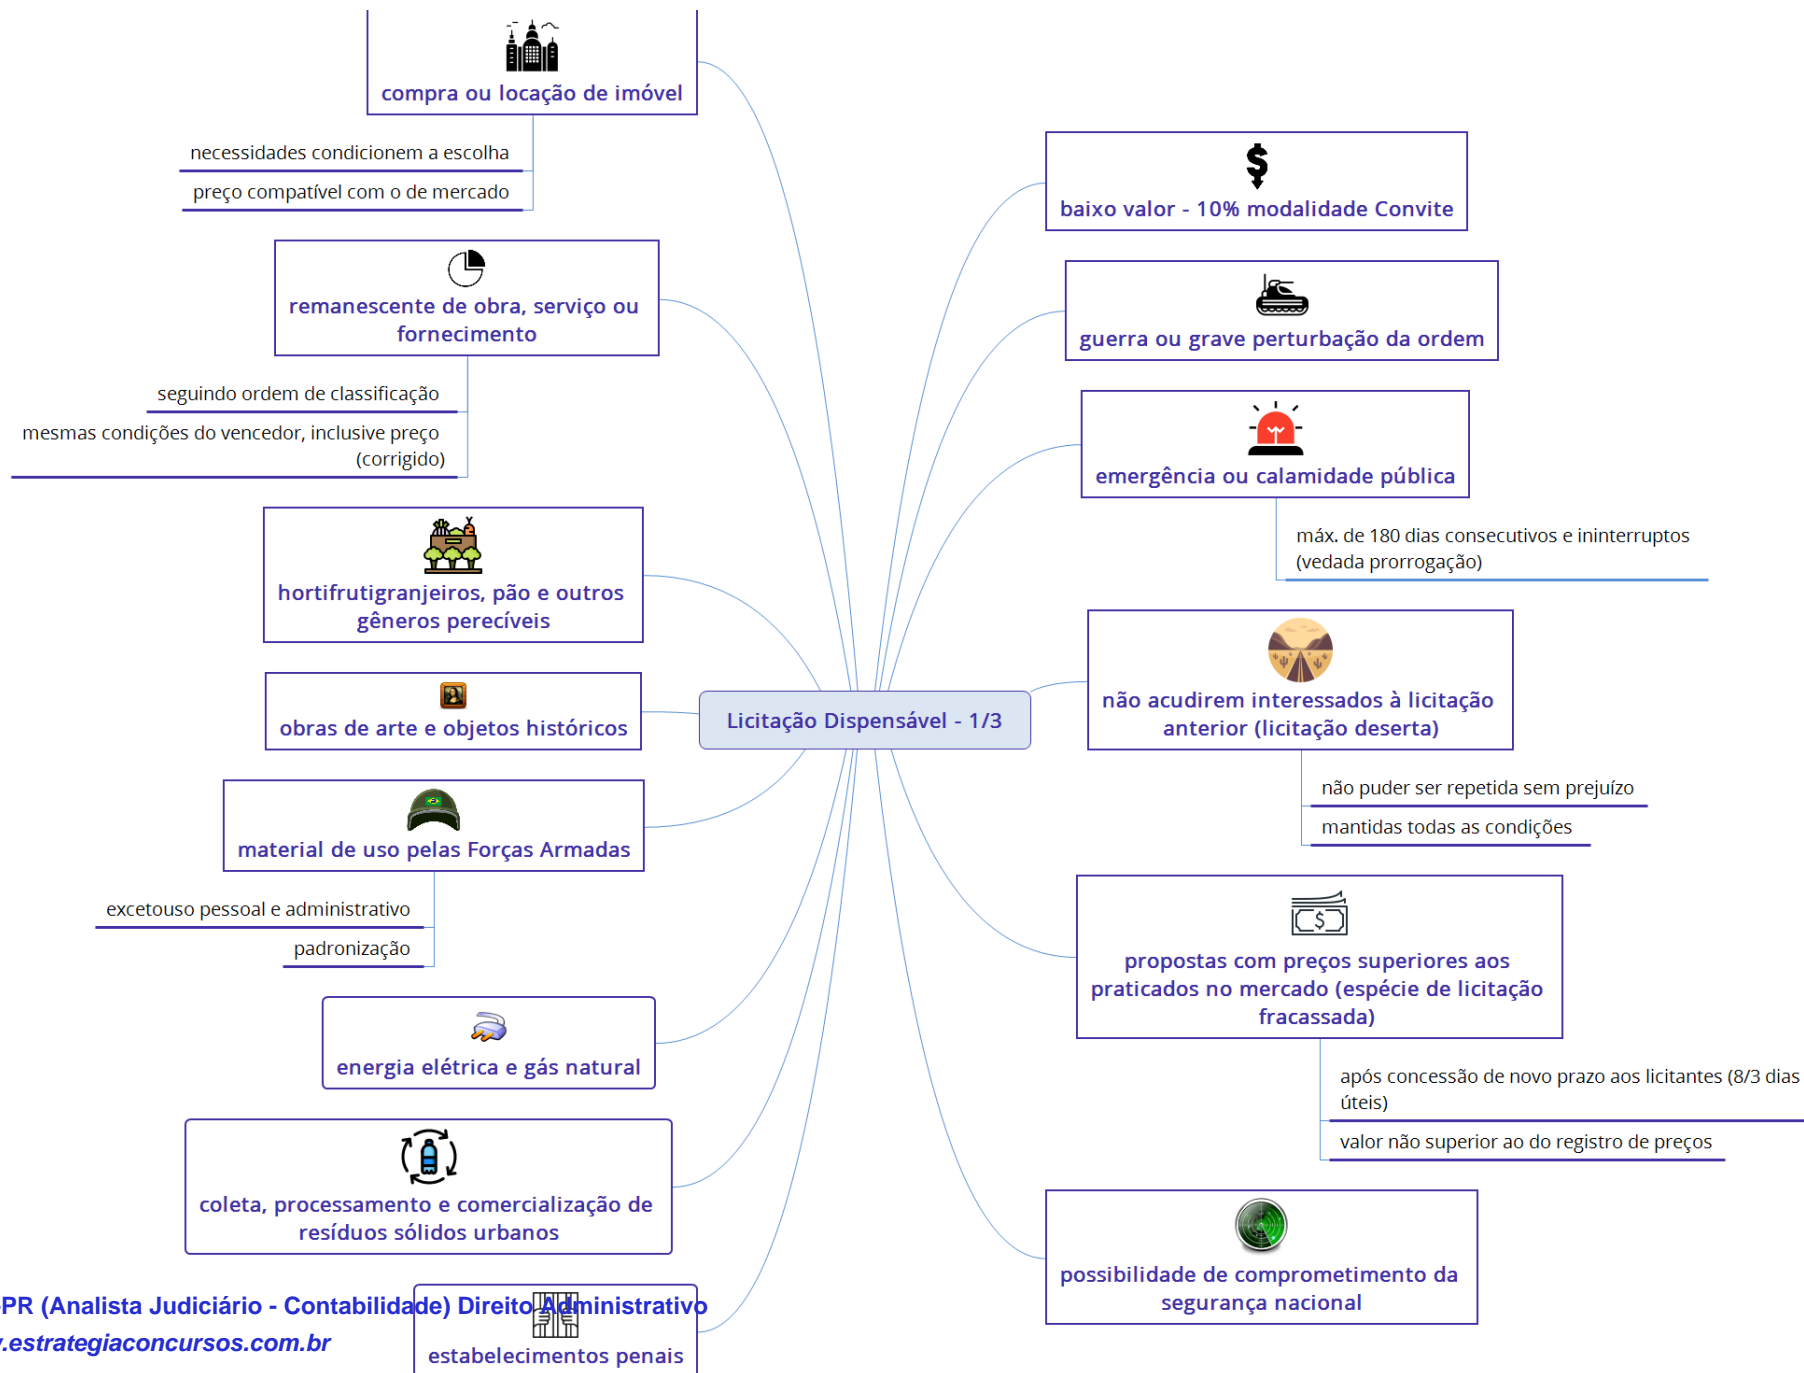 compra ou locação de imóvel
necessidades condicionem a escolha
preço compatível com o de mercado
remanescente de obra, serviço ou
fornecimento
seguindo ordem de classificação
mesmas condições do vencedor, inclusive preço
(corrigido)
hortifrutigranjeiros, pão e outros
gêneros perecíveis
obras de arte e objetos históricos
material de uso pelas Forças Armadas
excetouso pessoal e administrativo
padronização
energia elétrica e gás natural
coleta, processamento e comercialização de
resíduos sólidos urbanos
estabelecimentos penais
Licitação Dispensável - 1/3
baixo valor - 10% modalidade Convite
guerra ou grave perturbação da ordem
emergência ou calamidade pública
máx. de 180 dias consecutivos e ininterruptos
(vedada prorrogação)
não acudirem interessados à licitação
anterior (licitação deserta)
não puder ser repetida sem prejuízo
mantidas todas as condições
propostas com preços superiores aos
praticados no mercado (espécie de licitação
fracassada)
após concessão de novo prazo aos licitantes (8/3 dias
úteis)
valor não superior ao do registro de preços
possibilidade de comprometimento da
segurança nacional
PR (Analista Judiciário - Contabilidade) Direito Administrativo
.estrategiaconcursos.com.br